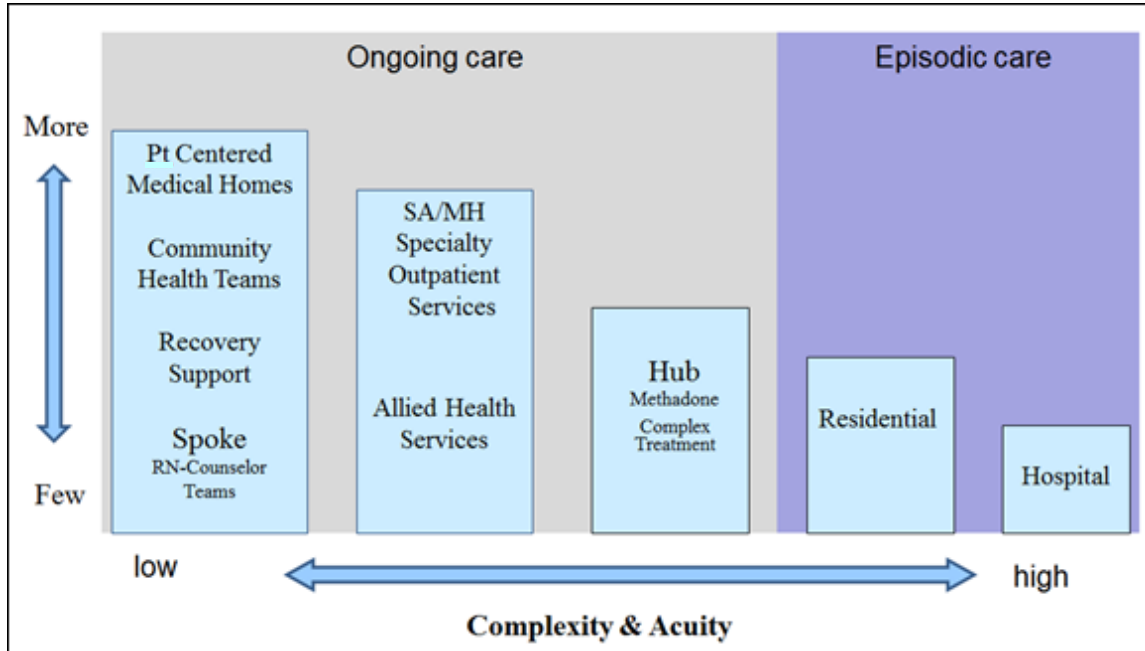 Ongoing care
Episodic care
More
Few
Pt Centered
Medical Homes
Community
Health Teams
Recovery
Support
Spoke
RN-Counselor
Teams
SA/MH
Specialty
Outpatient
Services
Allied Health
Services
Hub
Methadone
Complex
Treatment
Residential
Hospital
low
high
Complexity & Acuity